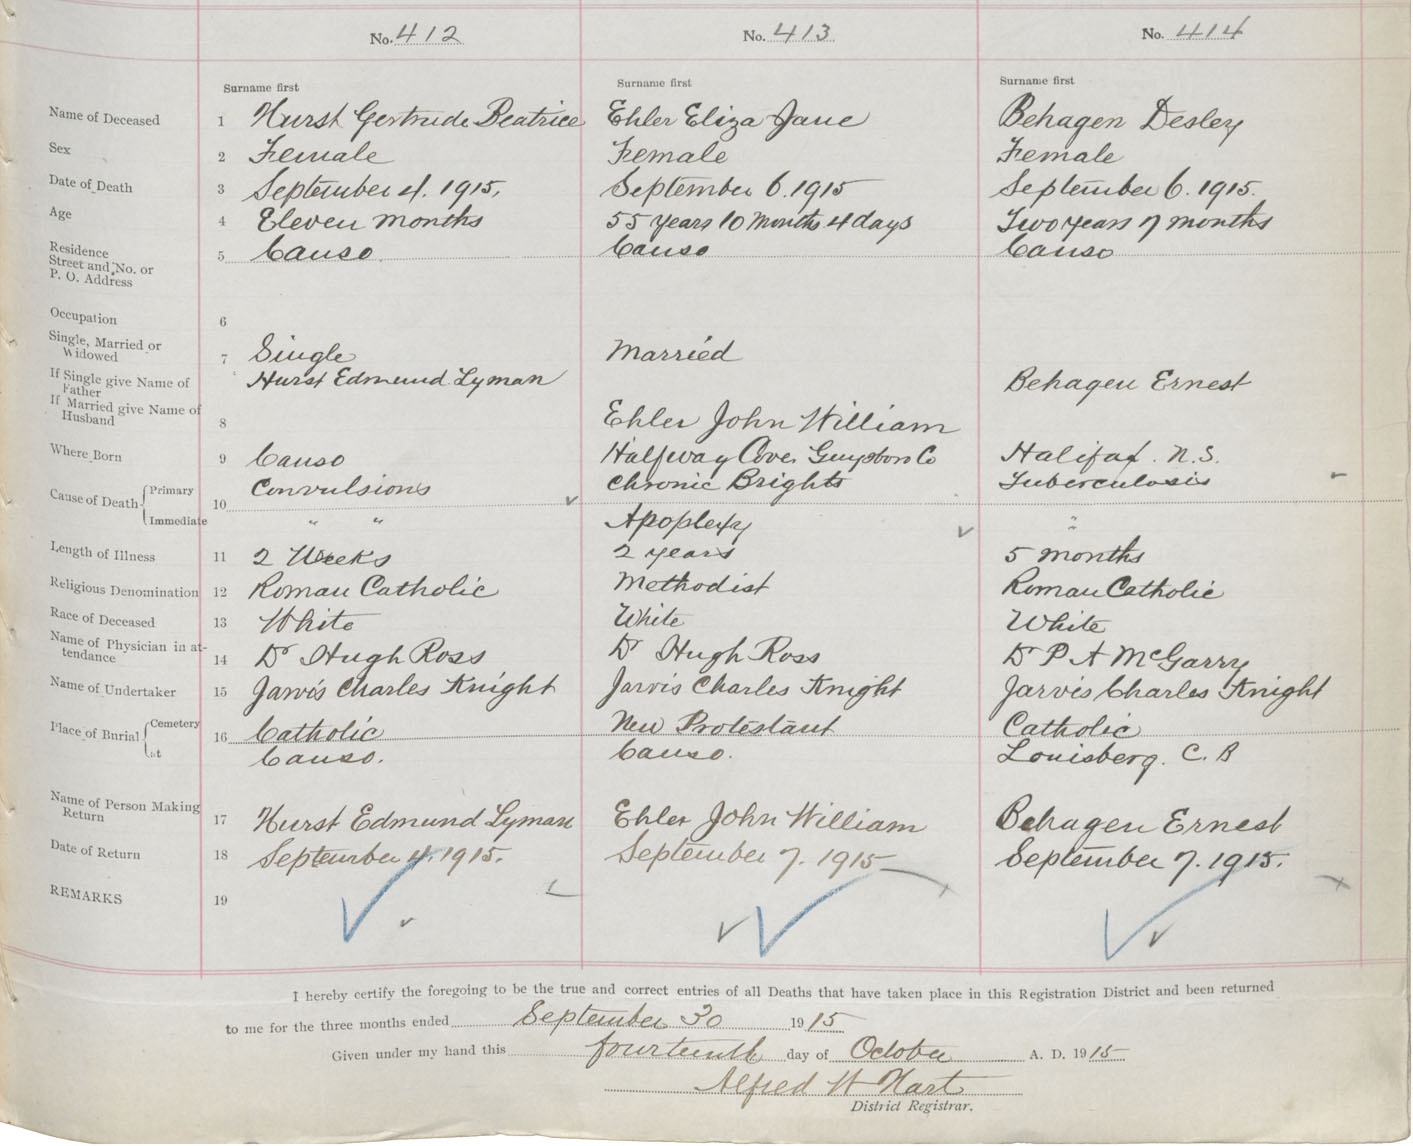 No. 412 No. 413 No. 414
Surname first Surname first Surname first
Name of Deceased 1 Hurst Gertrude Beatrice Ehler Eliza Jane Behagen Desley
Sex 2 Female Female Female
Date of Death 3 September 4. 1915. September 6. 1915 September 6. 1915.
Age 4 Eleven months 55 years 10 months 4 days Two years 7 months
Residence
Street and No. or
P. O. Address 5 Canso. Canso Canso
Occupation 6
Single, Married or
Widowed 7 Single Married
If Single give Name of
Father Hurst Edmund Lyman Behagen Ernest
If Married give Name of
Husband 8 Ehler John William
Where Born 9 Canso Halfway Cove Guysboro Co Halifax. N.S.
Cause of Death Primary 10 Convulsions Chronic Brights Tuberculosis
Immediate " " Apoplexy "
Length of Illness 11 2 Weeks 2 years 5 months
Religious Denomination 12 Roman Catholic Methodist Roman Catholic
Race of Deceased 13 White White White
Name of Physician in at-
tendance 14 Dr Hugh Ross Dr Hugh Ross Dr P A McGarry
Name of Undertaker 15 Jarvis Charles Knight Jarvis Charles Knight Jarvis Charles Knight
Place of Burial Cemetery 16 Catholic New Protestant Catholic
at Canso. Canso. Louisberg. C. B
Name of Person Making
Return 17 Hurst Edmund Lyman Ehler John William Behagen Ernest
Date of Return 18 September 4. 1915. September 7. 1915 September 7. 1915.
REMARKS 19
I hereby certify the foregoing to be the true and correct entries of all Deaths that have taken place in this Registration District and been returned
to me for the three months ended September 30 1915
Given under my hand this fourteenth day of October A. D. 1915
Alfred W Hart
District Registrar.